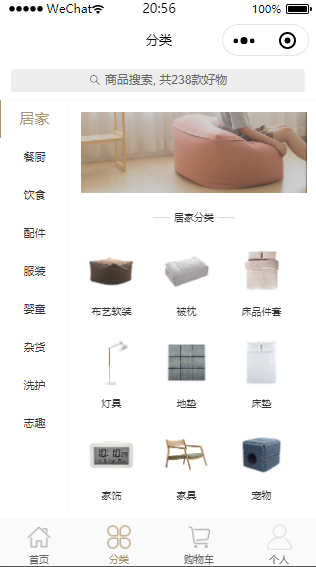 WeChat
20:56
100%
分类
商品搜索, 共238款好物
居家
餐厨
饮食
配件
服装
婴童
杂货
洗护
志趣
居家分类
布艺软装
被枕
床品件套
灯具
地垫
床垫
家饰
家具
宠物
首页
分类
购物车
个人